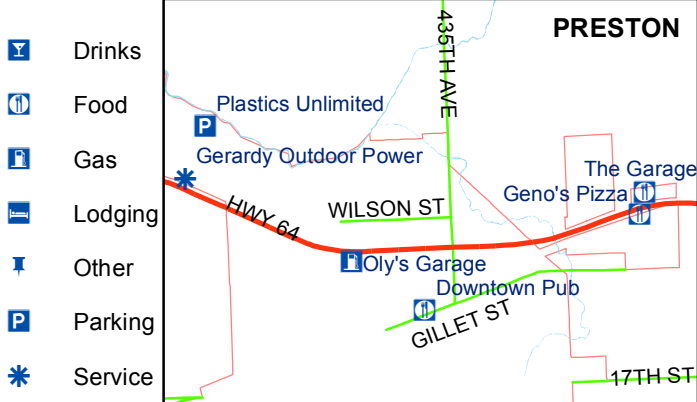 Drinks
Food
Gas
Lodging
Other
P
Parking
Service
PRESTON
435TH AVE
Plastics Unlimited
P
Gerardy Outdoor Power
The Garage
Geno's Pizza
HWY 64
WILSON ST
Oly's Garage
Downtown Pub
GILLET ST
17TH ST